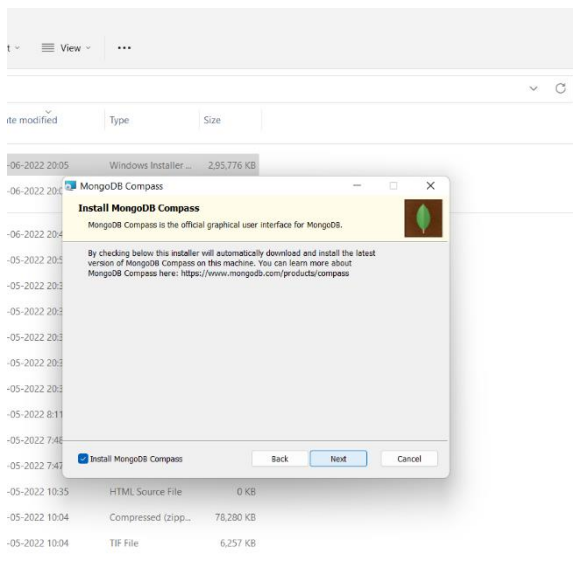 View
ate modified Type Size
-06-2022 20:05 Windows Installer ... 2,95,776 KB
-06-2022 20:0
MongoDB Compass
Install MongoDB Compass
MongoDB Compass is the official graphical user interface for MongoDB.
-06-2022 20:4
By checking below this installer will automatically download and install the latest
version of MongoDB Compass on this machine. You can learn more about
MongoDB Compass here: https://www.mongodb.com/products/compass
-05-2022 20:5
-05-2022 20:3
-05-2022 20:3
-05-2022 20:3
-05-2022 20:3
-05-2022 20:3
-05-2022 8:11
-05-2022 7:48
Install MongoDB Compass Back Next Cancel
-05-2022 7:47
-05-2022 10:35 HTML Source File 0 KB
-05-2022 10:04 Compressed (zipp... 78,280 KB
-05-2022 10:04 TIF File 6,257 KB